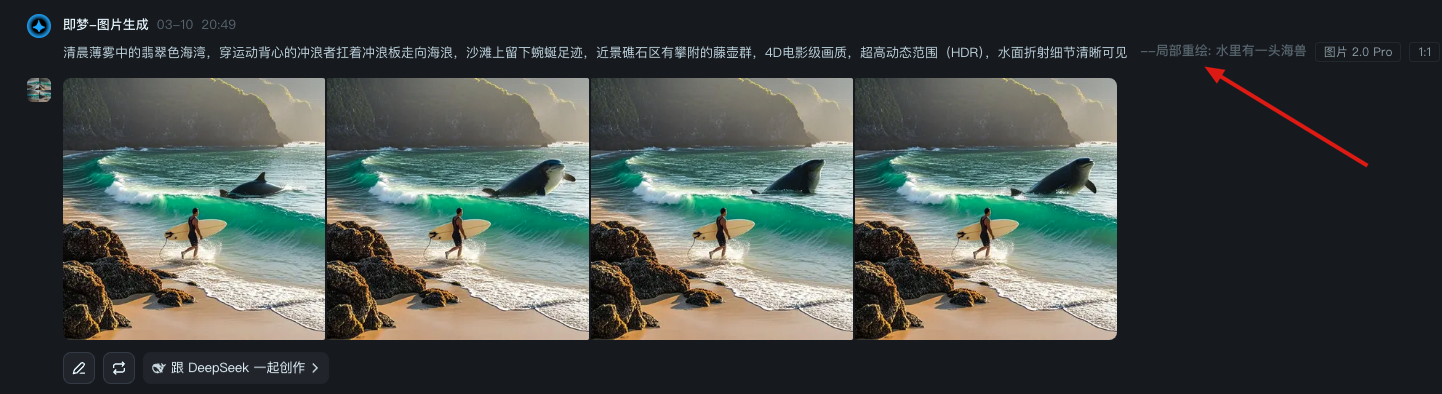 即梦-图片生成 03-10 20:49
清晨薄雾中的翡翠色海湾，穿运动背心的冲浪者扛着冲浪板走向海浪，沙滩上留下蜿蜒足迹，近景礁石区有攀附的藤壶群，4D电影级画质，超高动态范围（HDR），水面折射细节清晰可见 --局部重绘: 水里有一头海兽 图片 2.0 Pro 1:1
跟 DeepSeek 一起创作